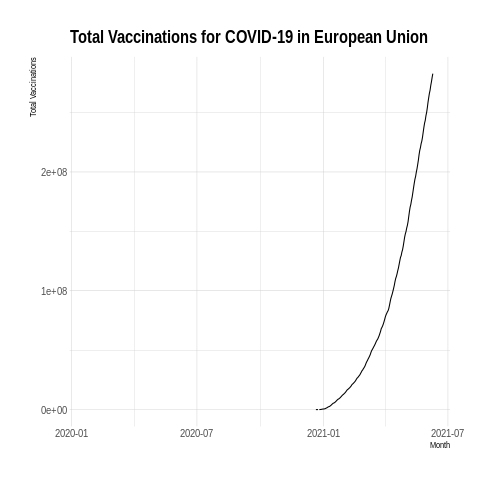 Total Vaccinations for COVID-19 in European Union
Total Vaccinations
2e+08
1e+08
0e+00
2020-01 2020-07 2021-01 2021-07
Month